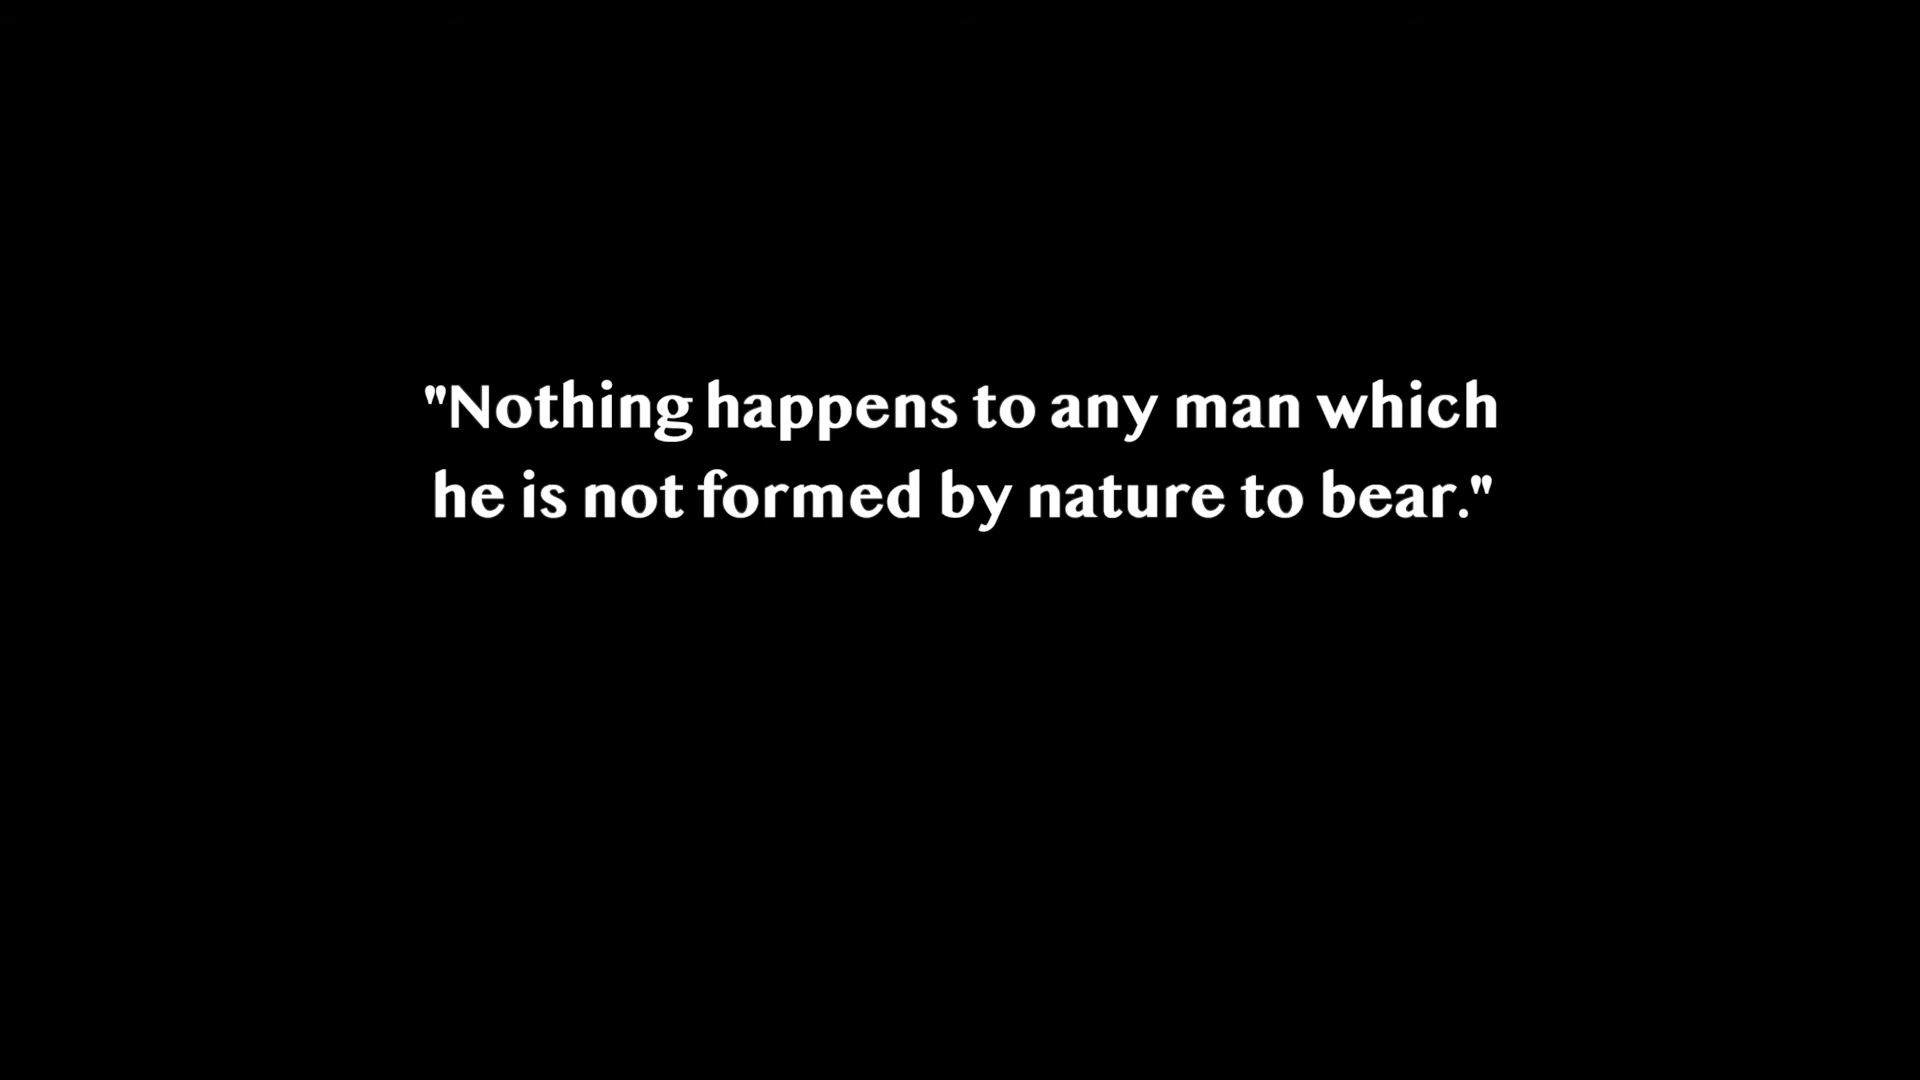 "Nothing happens to any man which
he is not formed by nature to bear."